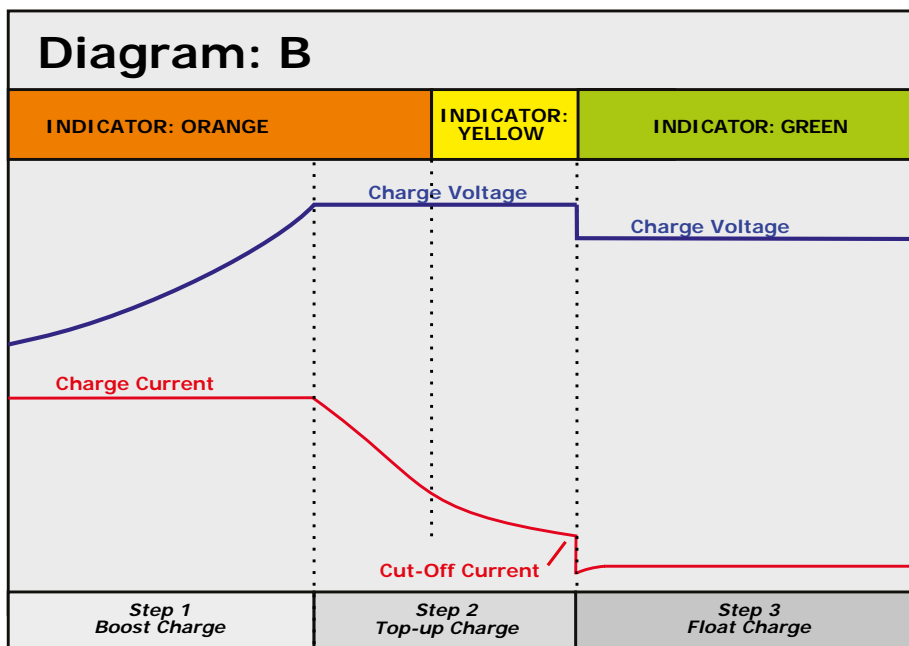 Diagram: B
INDICATOR: ORANGE
INDICATOR:
YELLOW
INDICATOR: GREEN
Charge Voltage
Charge Voltage
Charge Current
Cut-Off Current
Step 1
Boost Charge
Step 2
Top-up Charge
Step 3
Float Charge